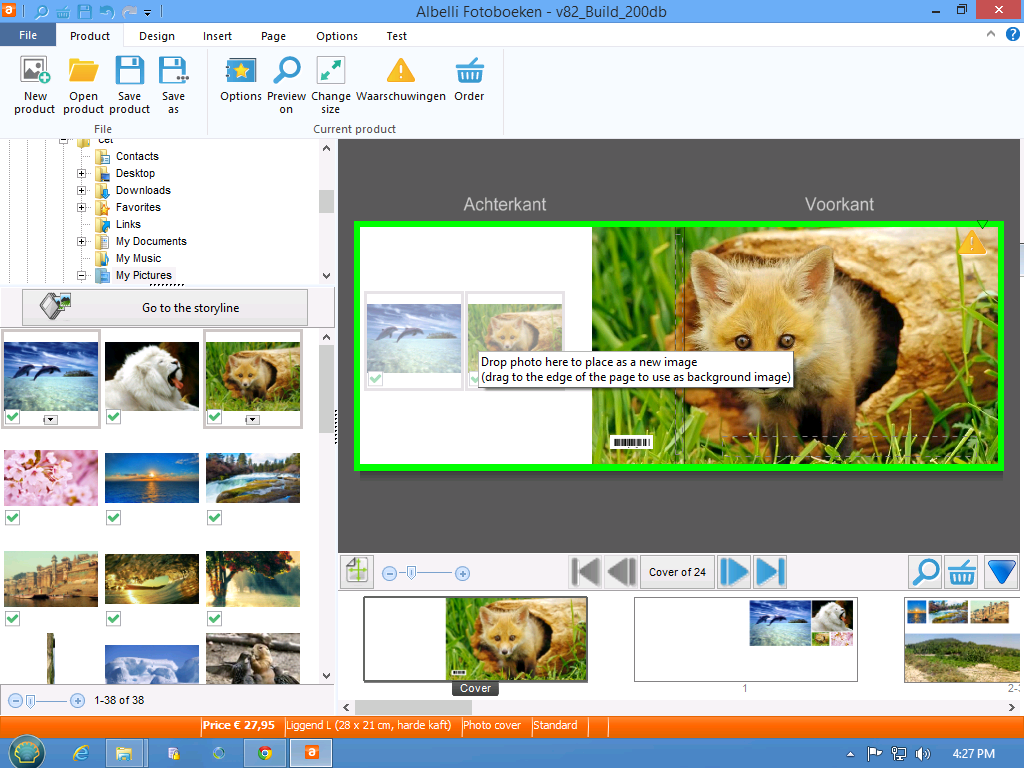 Albelli Fotoboeken - v82_Build_200db
File
Product
Design
Insert
Page
Options
Test
New product
Open product
Save product
Save as
Options
Preview on
Change size
Waarschuwingen
Order
File
Current product
Cet
Contacts
Desktop
Downloads
Favorites
Links
My Documents
My Music
My Pictures
Go to the storyline
Achterkant
Voorkant
Drop photo here to place as a new image
(drag to the edge of the page to use as background image)
Cover of 24
Cover
1
2-3
1-38 of 38
Price € 27,95
Liggend L (28 x 21 cm, harde kaft)
Photo cover
Standard
4:27 PM